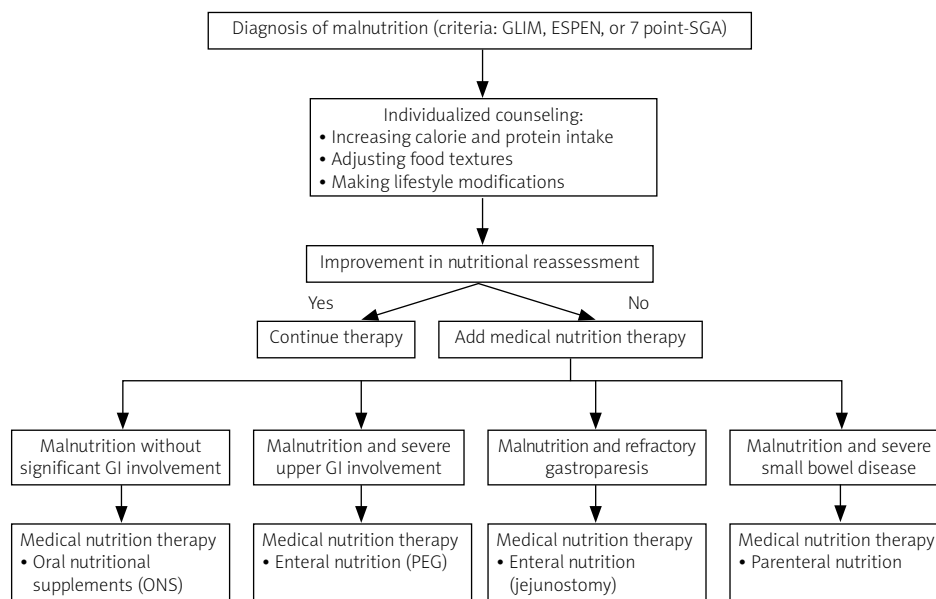 Diagnosis of malnutrition (criteria: GLIM, ESPEN, or 7 point-SGA)
Individualized counseling:
• Increasing calorie and protein intake
• Adjusting food textures
• Making lifestyle modifications
Improvement in nutritional reassessment
Yes
No
Continue therapy
Add medical nutrition therapy
Malnutrition without
significant GI involvement
Malnutrition and severe
upper GI involvement
Malnutrition and refractory
gastroparesis
Malnutrition and severe
small bowel disease
Medical nutrition therapy
• Oral nutritional
supplements (ONS)
Medical nutrition therapy
• Enteral nutrition (PEG)
Medical nutrition therapy
• Enteral nutrition
(jejunostomy)
Medical nutrition therapy
• Parenteral nutrition